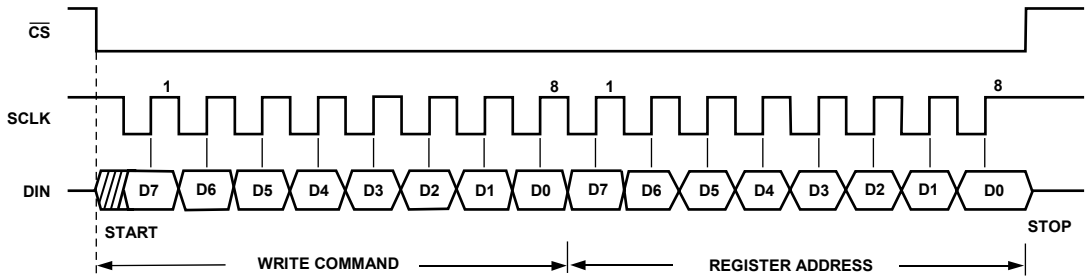 CS
1 8 1 8
SCLK
DIN D7 D6 D5 D4 D3 D2 D1 D0 D7 D6 D5 D4 D3 D2 D1 D0
START STOP
WRITE COMMAND REGISTER ADDRESS